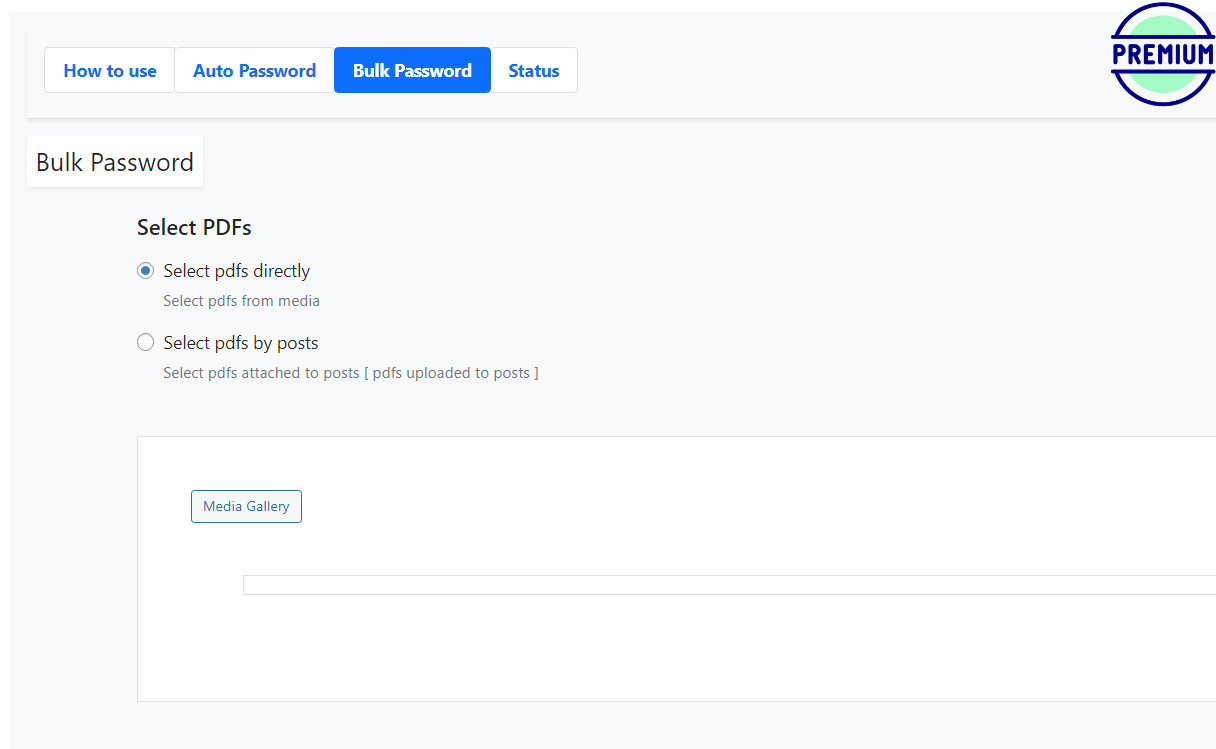 PREMIUM
How to use
Auto Password
Bulk Password
Status
Bulk Password
Select PDFs
Select pdfs directly
Select pdfs from media
Select pdfs by posts
Select pdfs attached to posts [ pdfs uploaded to posts ]
Media Gallery